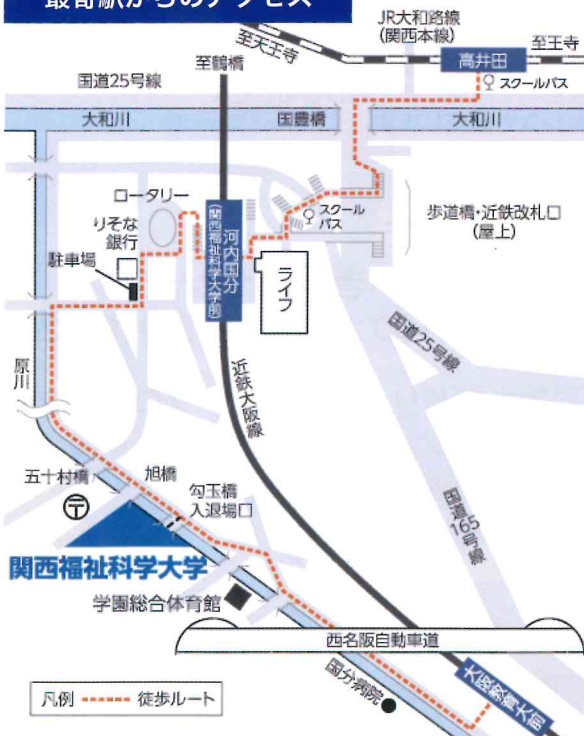 最寄駅からのアクセス
JR大和路線
(関西本線)
至天王寺
高井田
至王寺
至鶴橋
スクールバス
国道25号線
大和川
国豊橋
大和川
ロータリー
りそな
銀行
駐車場
河内国分
(関西福祉科学大学前)
スクール
バス
ライフ
歩道橋・近鉄改札口
(屋上)
国道25号線
原川
近鉄大阪線
五十村橋
旭橋
勾玉橋
入退場口
国道165号線
関西福祉科学大学
学園総合体育館
西名阪自動車道
国分病院
大阪教育大前
凡例 徒歩ルート